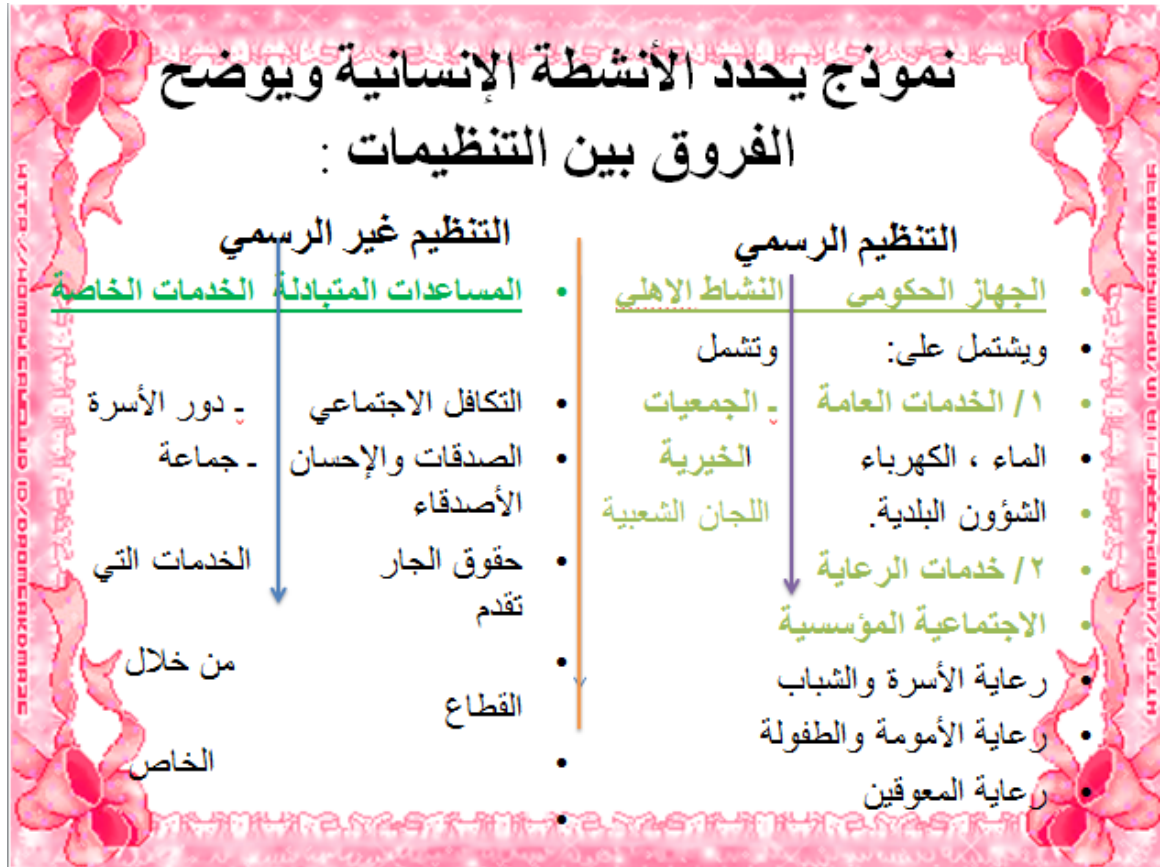 نموذج يحدد الأنشطة الإنسانية ويوضح
الفروق بين التنظيمات :
التنظيم الرسمي
• الجهاز الحكومي النشاط الاهلي
• ويشتمل على: وتشمل
• ١/ الخدمات العامة ـ الجمعيات
• الماء ، الكهرباء الخيرية
• الشؤون البلدية. اللجان الشعبية
• ٢/ خدمات الرعاية
• الاجتماعية المؤسسية
• رعاية الأسرة والشباب
• رعاية الأمومة والطفولة
• رعاية المعوقين
التنظيم غير الرسمي
• المساعدات المتبادلة الخدمات الخاصة
• التكافل الاجتماعي ـ دور الأسرة
• الصدقات والإحسان ـ جماعة
الأصدقاء
• حقوق الجار الخدمات التي
تقدم
• من خلال
القطاع
• الخاص
•